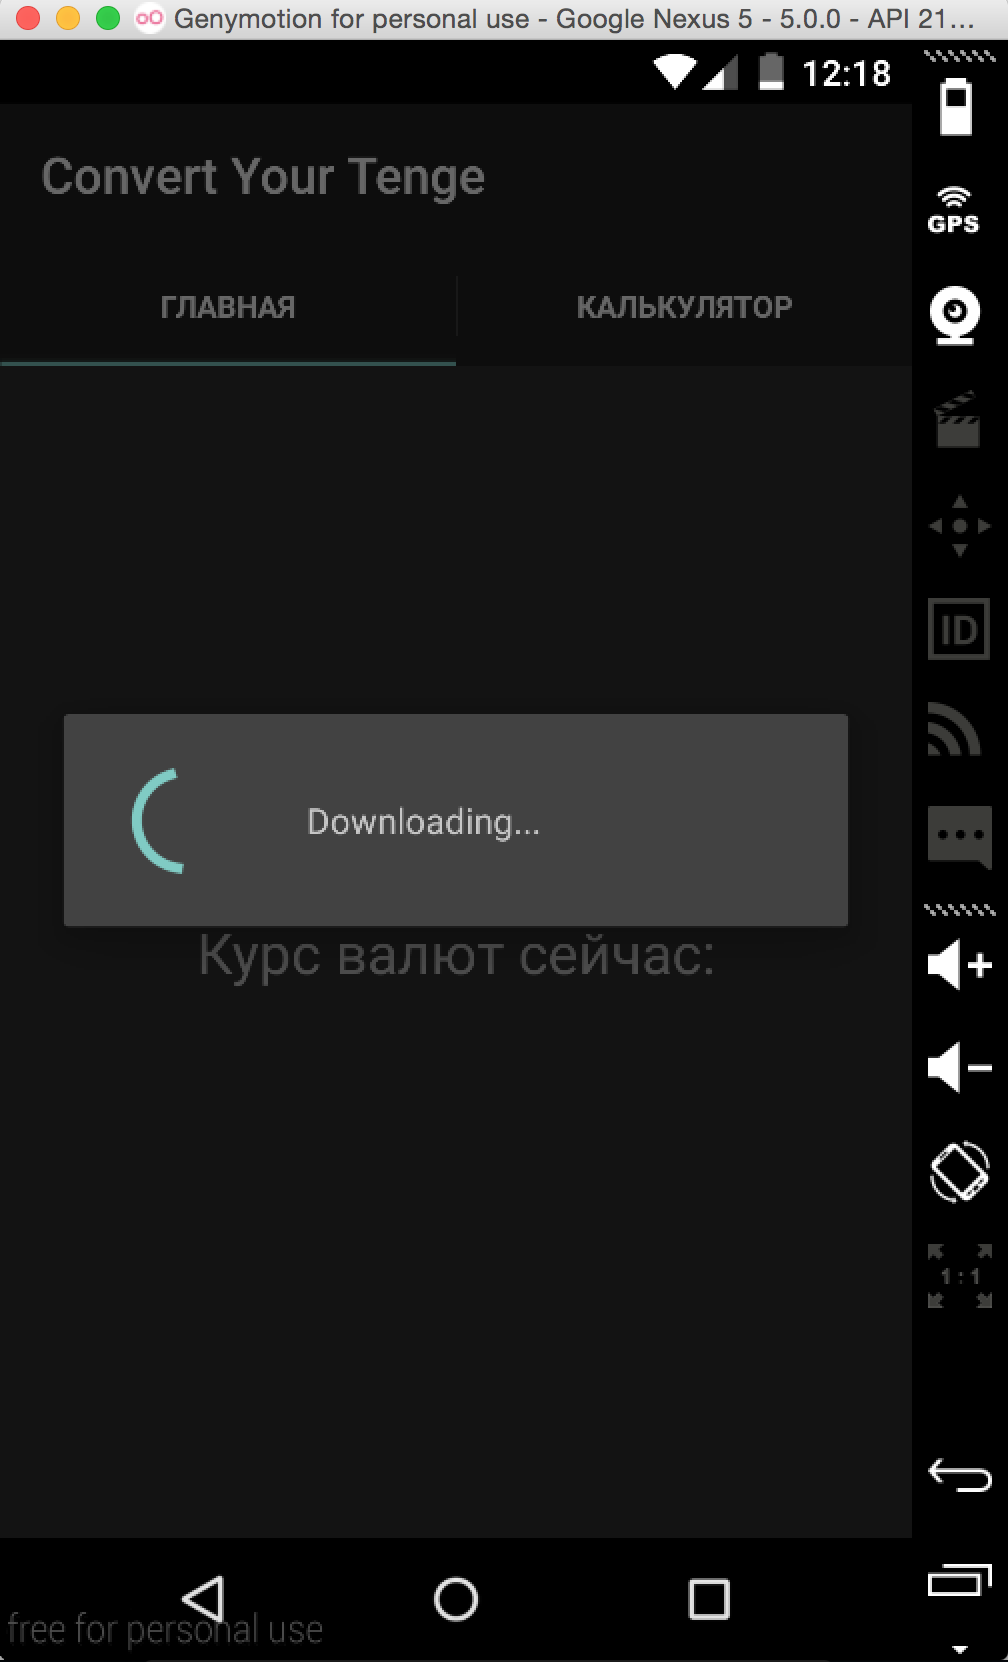 Genymotion for personal use - Google Nexus 5 - 5.0.0 - API 21...
12:18
GPS
Convert Your Tenge
ГЛАВНАЯ
КАЛЬКУЛЯТОР
ID
Downloading...
Курс валют сейчас:
1 : 1
free for personal use